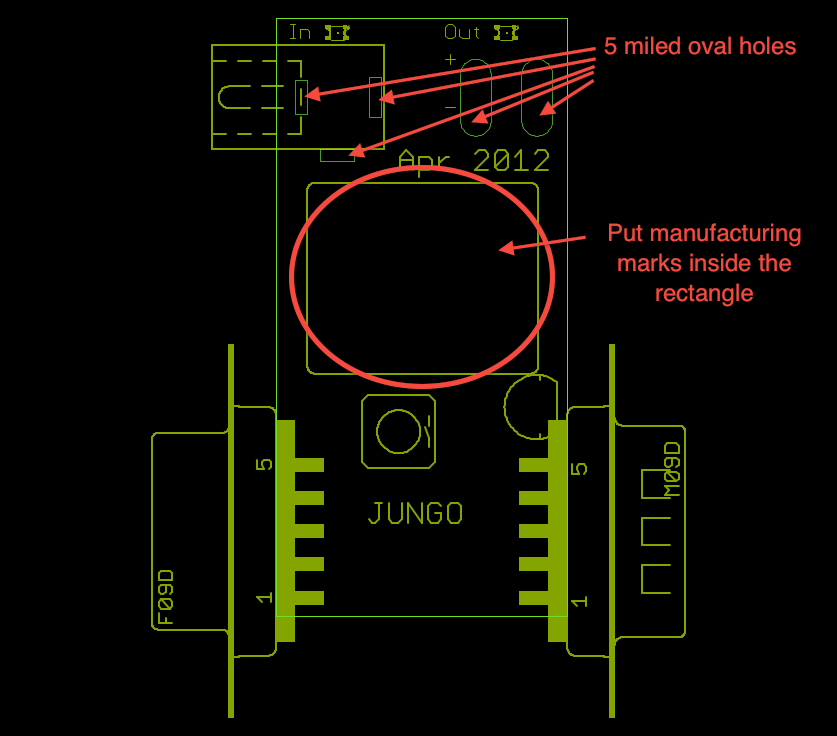 In
Out
5 miled oval holes
+
−
Apr 2012
Put manufacturing
marks inside the
rectangle
5
5
M09D
JUNGO
F09D
1
1